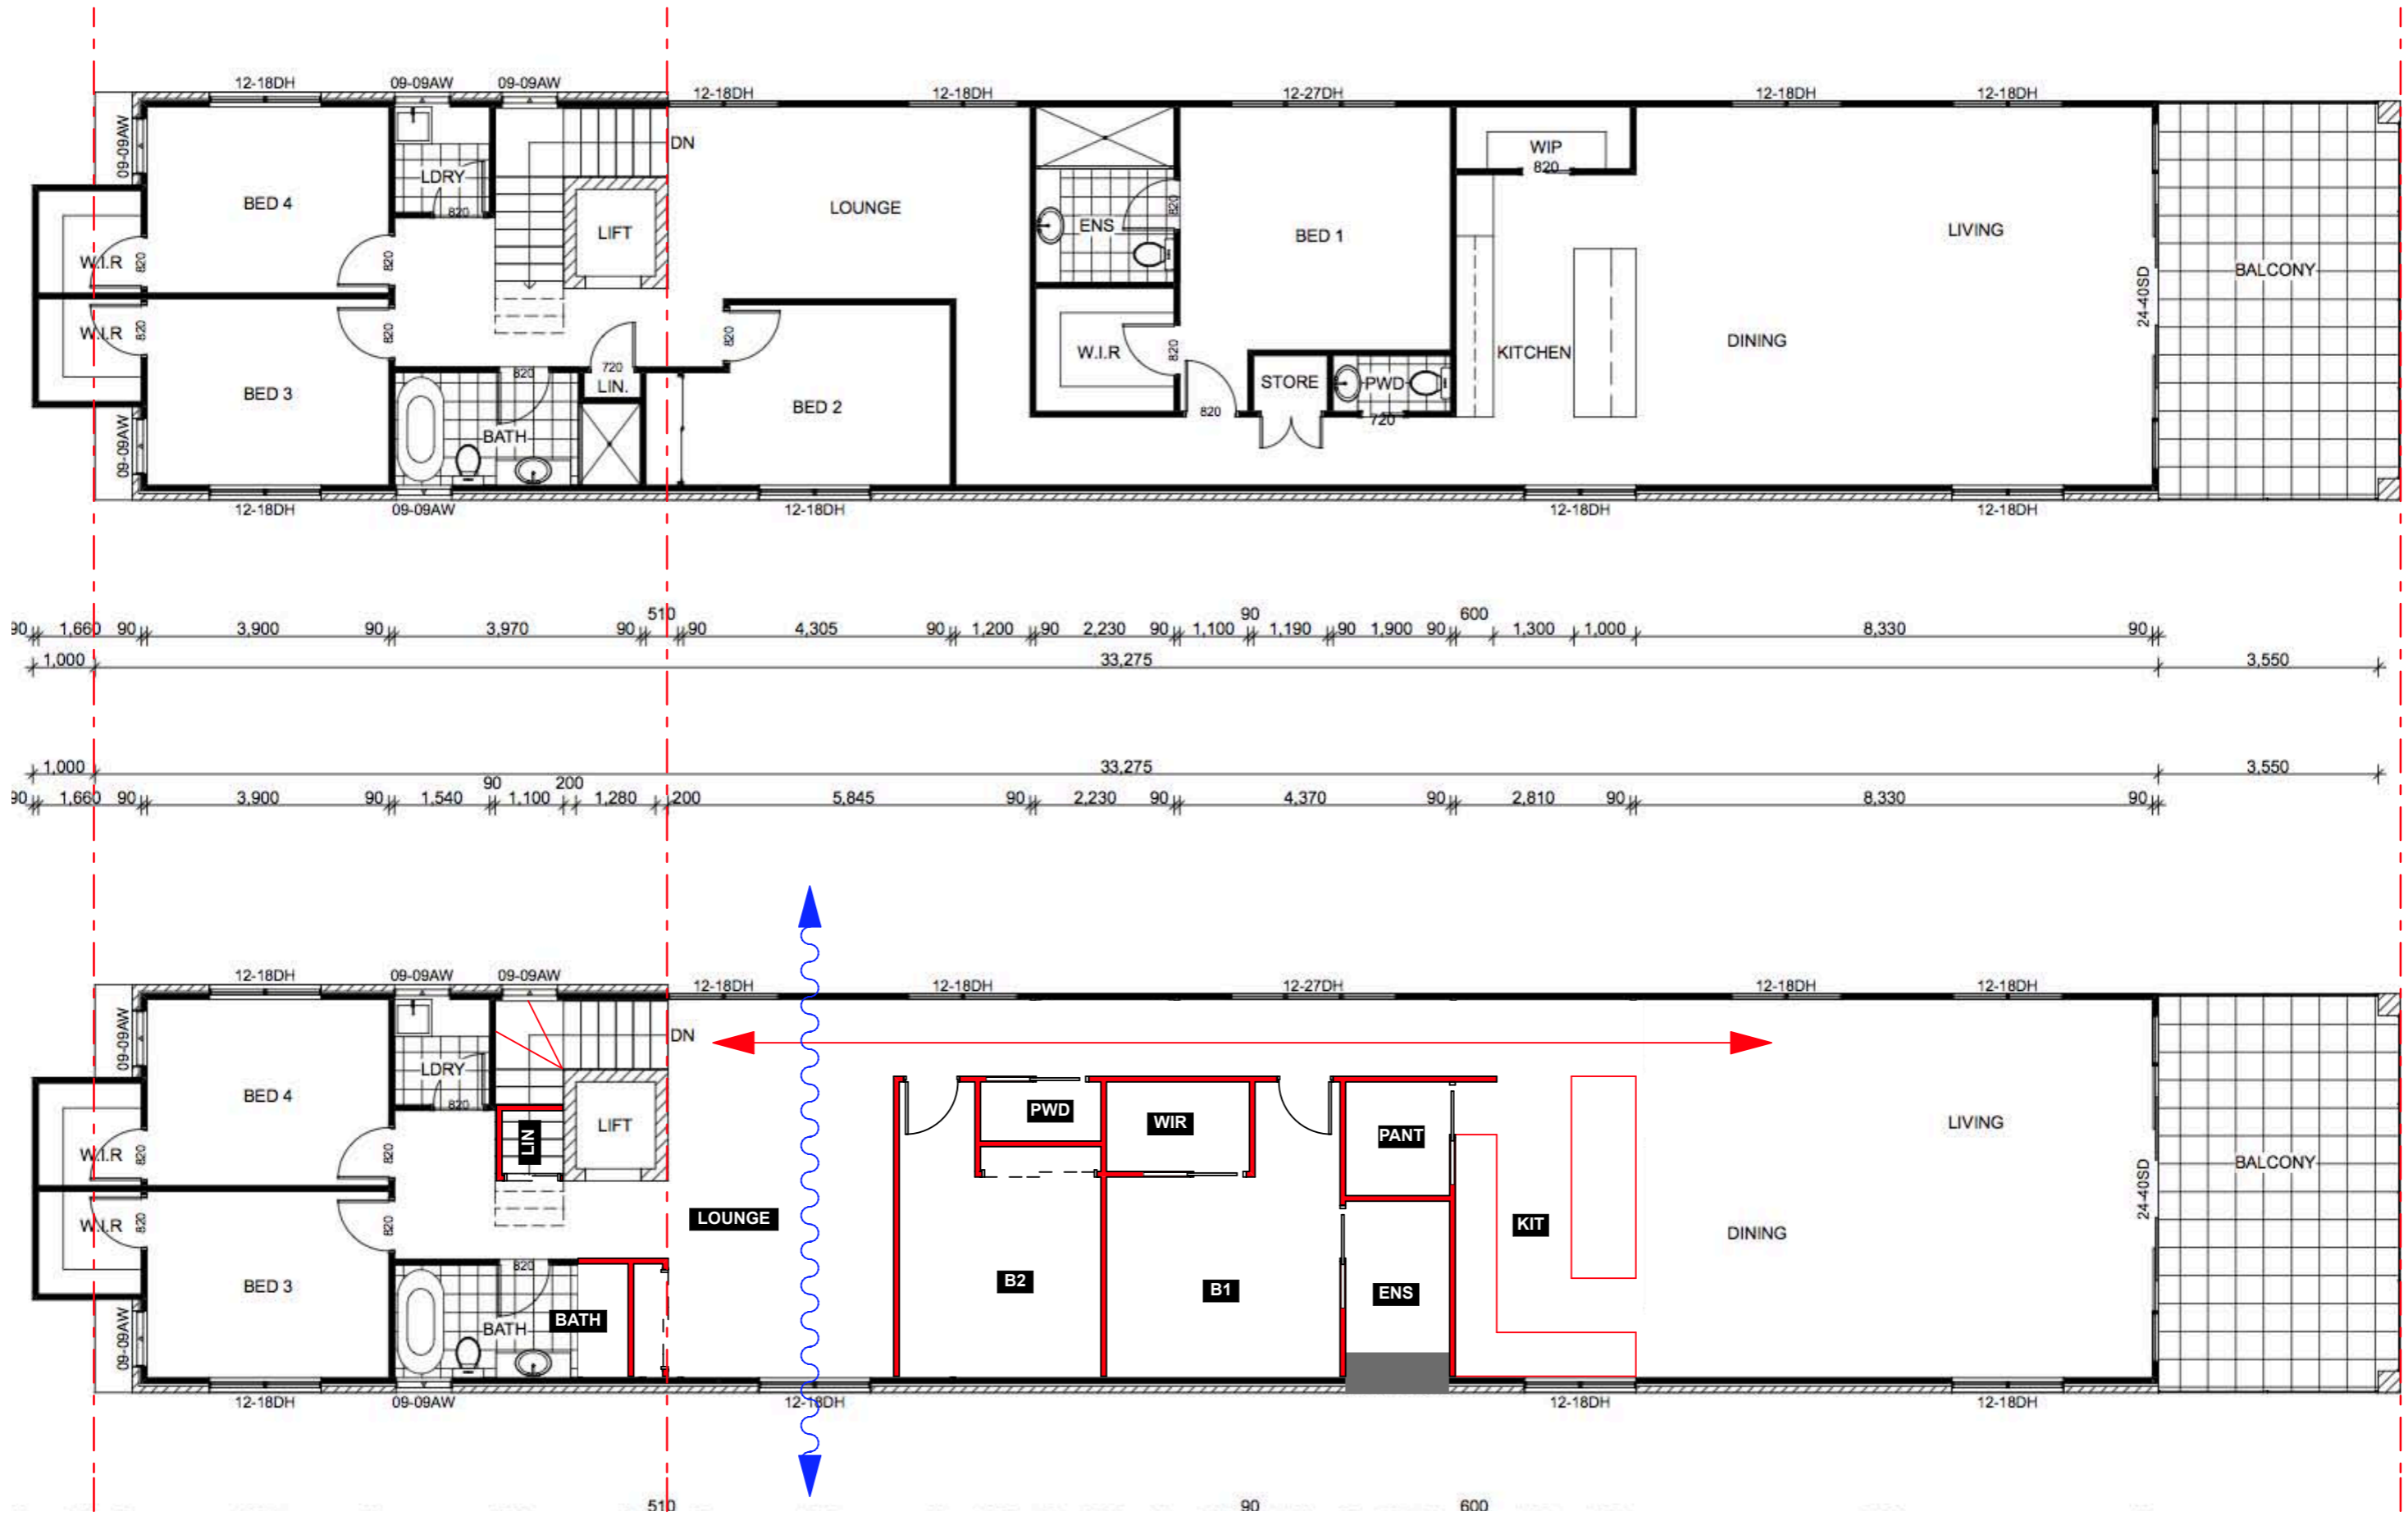 12-18DH 09-09AW 09-09AW 12-18DH 12-18DH 12-27DH 12-18DH 12-18DH
09-09AW
DN
WIP
820
LDRY
820
BED 4
LOUNGE
820
ENS
LIFT
BED 1
LIVING
W.I.R 820
820
BALCONY
24-40SD
W.I.R 820
820
820
DINING
W.I.R
820
KITCHEN
720
820
LIN.
STORE
PWD
BED 3
BED 2
820
720
BATH
09-09AW
12-18DH 09-09AW 12-18DH 12-18DH 12-18DH
510 90 600
90 1,660 90 3,900 90 3,970 90 90 4,305 90 1,200 90 2,230 90 1,100 1,190 90 1,900 90 1,300 1,000 8,330 90
1,000 33,275 3,550
1,000 33,275 3,550
90 200
90 1,660 90 3,900 90 1,540 1,100 1,280 200 5,845 90 2,230 90 4,370 90 2,810 90 8,330 90
12-18DH 09-09AW 09-09AW 12-18DH 12-18DH 12-27DH 12-18DH 12-18DH
09-09AW
DN
LDRY
820
BED 4
PWD
WIR
LIFT
LIN
PANT
LIVING
W.I.R 820
820
BALCONY
24-40SD
LOUNGE
W.I.R 820
820
KIT
DINING
820
BED 3
B2
B1
ENS
BATH
BATH
09-09AW
12-18DH 09-09AW 12-18DH 12-18DH 12-18DH
510 90 600